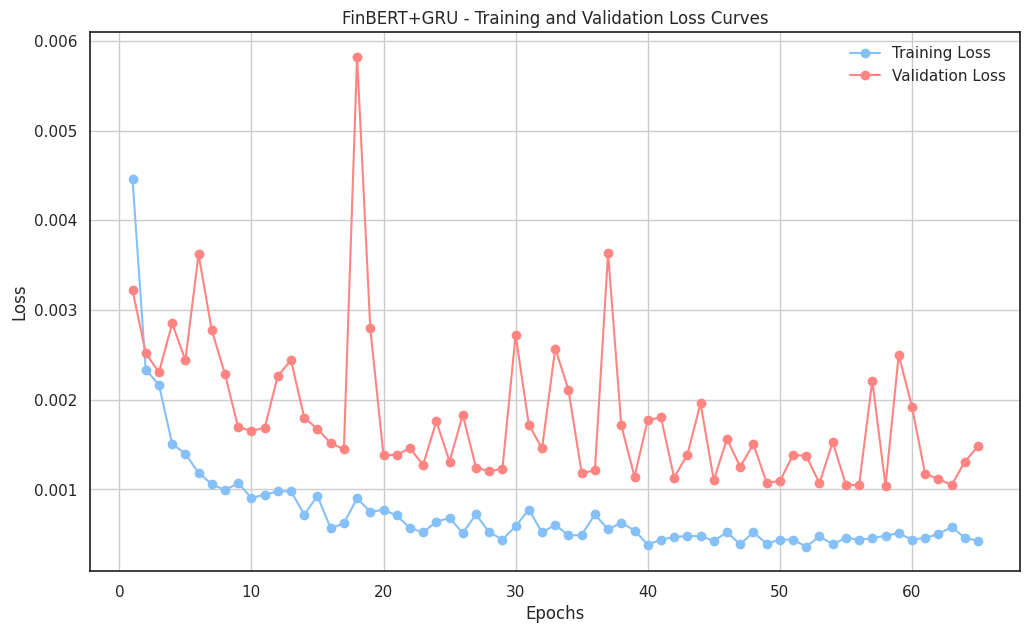 FinBERT+GRU - Training and Validation Loss Curves
Training Loss
Validation Loss
Loss
0.006
0.005
0.004
0.003
0.002
0.001
0 10 20 30 40 50 60
Epochs